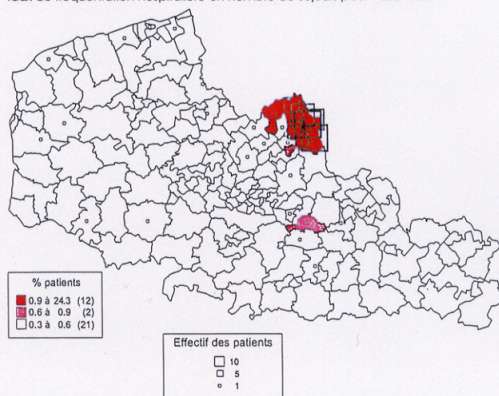 % patients
0.9 à 24.3 (12)
0.6 à 0.9 (2)
0.3 à 0.6 (21)
Effectif des patients
10
5
1